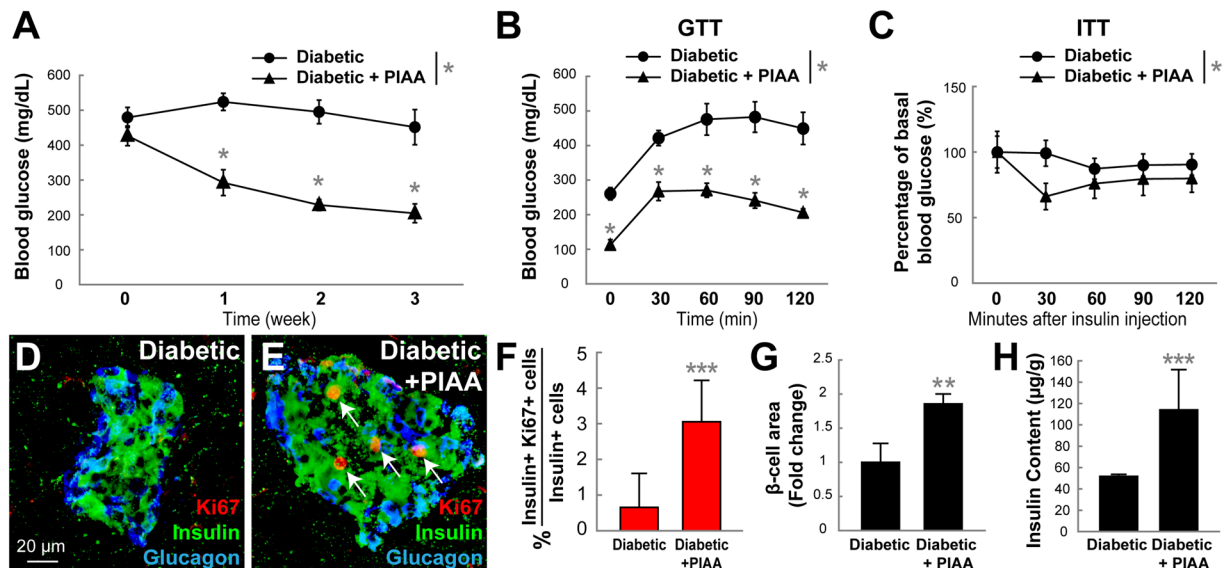 A
Diabetic
Diabetic + PIAA
*
Blood glucose (mg/dL)
600
500
400
300
200
100
0
*
*
*
0 1 2 3
Time (week)
B
GTT
Diabetic
Diabetic + PIAA
*
Blood glucose (mg/dL)
600
500
400
300
200
100
0
*
*
*
*
*
0 30 60 90 120
Time (min)
C
ITT
Diabetic
Diabetic + PIAA
*
Percentage of basal
blood glucose (%)
150
100
50
0
0 30 60 90 120
Minutes after insulin injection
D
Diabetic
Ki67
Insulin
Glucagon
20 µm
E
Diabetic
+PIAA
Ki67
Insulin
Glucagon
F
% Insulin+ Ki67+ cells
Insulin+ cells
5
4
3
2
1
0
***
Diabetic
Diabetic
+PIAA
G
β-cell area
(Fold change)
2.5
2
1.5
1
0.5
0
**
Diabetic
Diabetic
+ PIAA
H
Insulin Content (µg/g)
160
140
120
100
80
60
40
20
0
***
Diabetic
Diabetic
+ PIAA